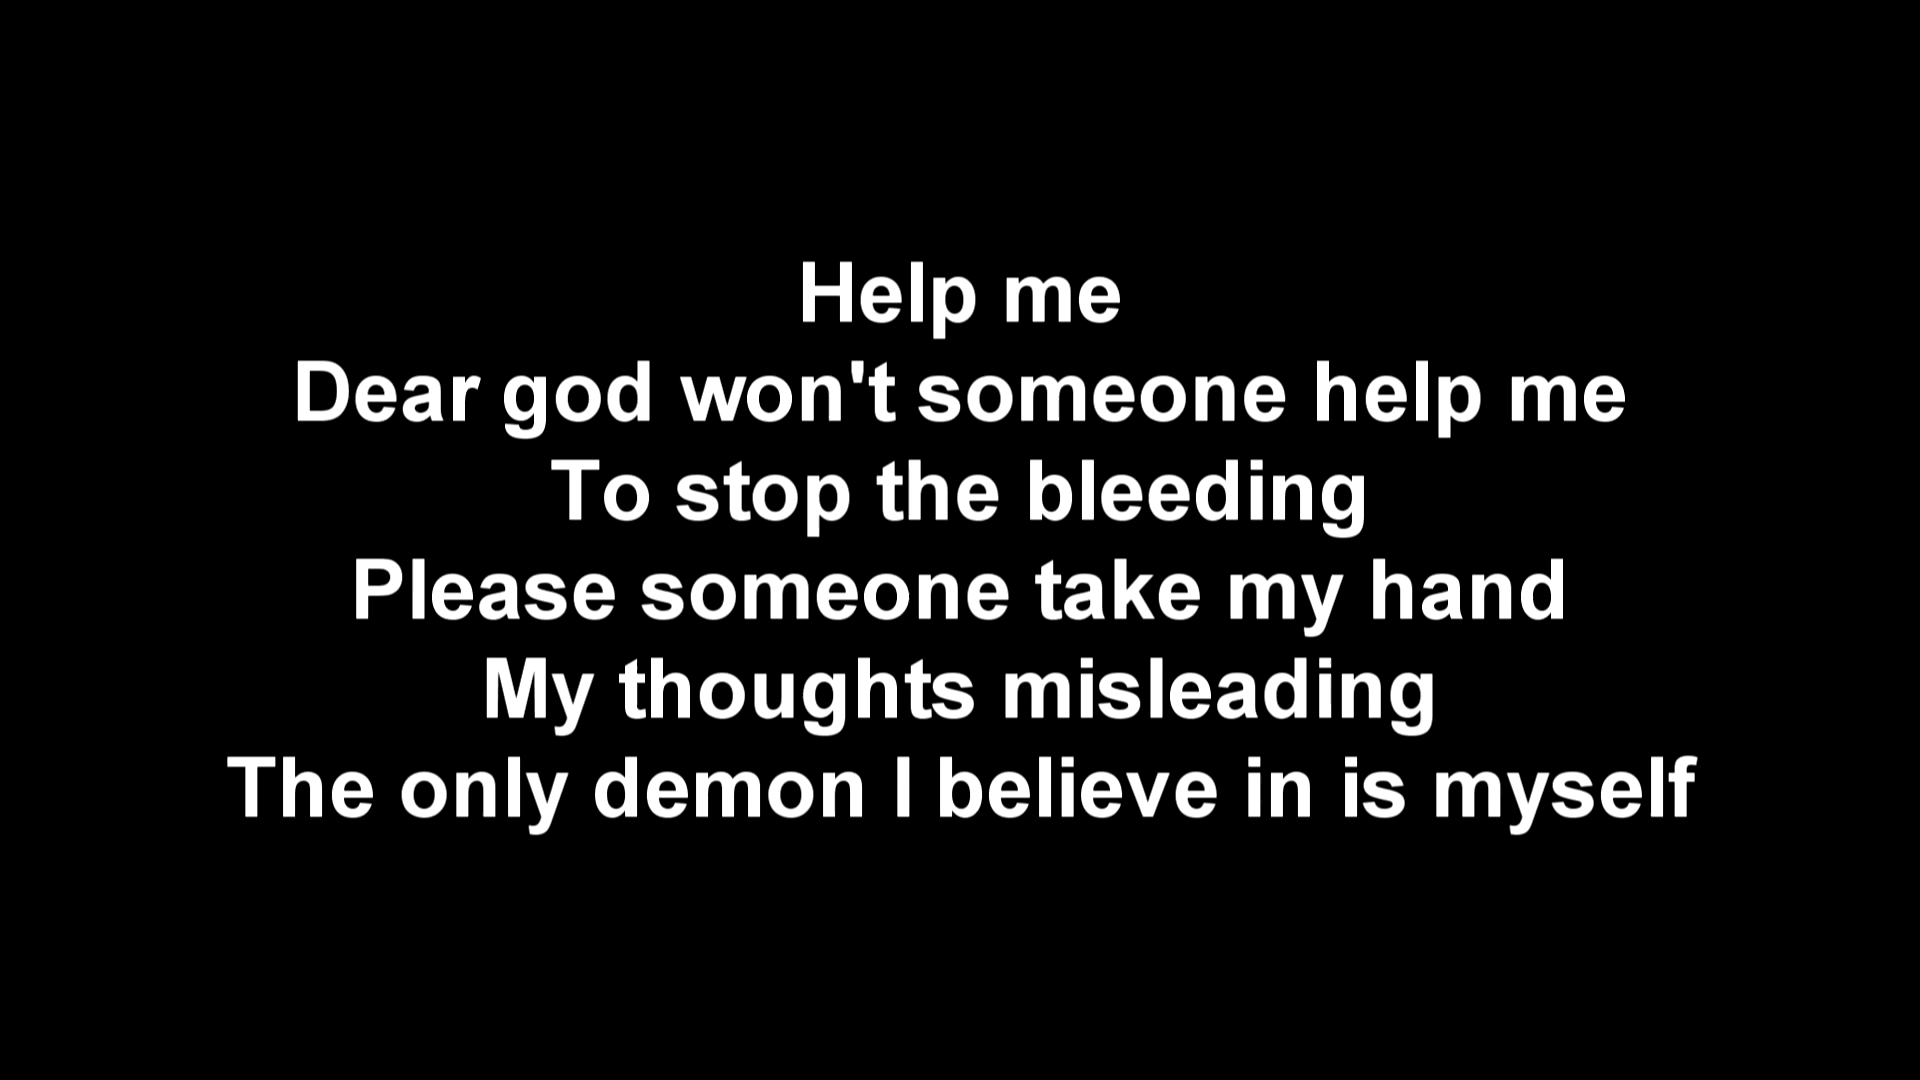 Help me
Dear god won't someone help me
To stop the bleeding
Please someone take my hand
My thoughts misleading
The only demon I believe in is myself